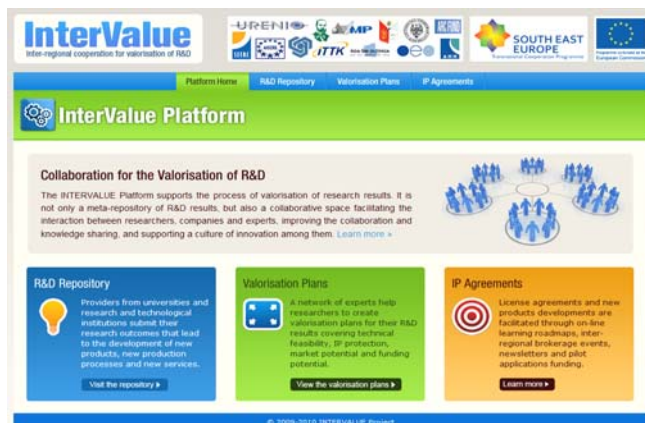 InterValue
Inter-regional cooperation for valorisation of R&D
URENIO
SOUTH EAST
EUROPE
Transnational Cooperation Programme
Platform Home
R&D Repository
Valorisation Plans
IP Agreements
InterValue Platform
Collaboration for the Valorisation of R&D
The INTERVALUE Platform supports the process of valorisation of research results. It is
not only a meta-repository of R&D results, but also a collaborative space facilitating the
interaction between researchers, companies and experts, improving the collaboration and
knowledge sharing, and supporting a culture of innovation among them. Learn more »
R&D Repository
Providers from universities and
research and technological
institutions submit their
research outcomes that lead
to the development of new
products, new production
processes and new services.
Visit the repository
Valorisation Plans
A network of experts help
researchers to create
valorisation plans for their R&D
results covering technical
feasibility, IP protection,
market potential and funding
potential.
View the valorisation plans
IP Agreements
License agreements and new
products developments are
facilitated through on-line
learning roadmaps, inter-
regional brokerage events,
newsletters and pilot
applications funding.
Learn more
© 2009-2010 INTERVALUE Project